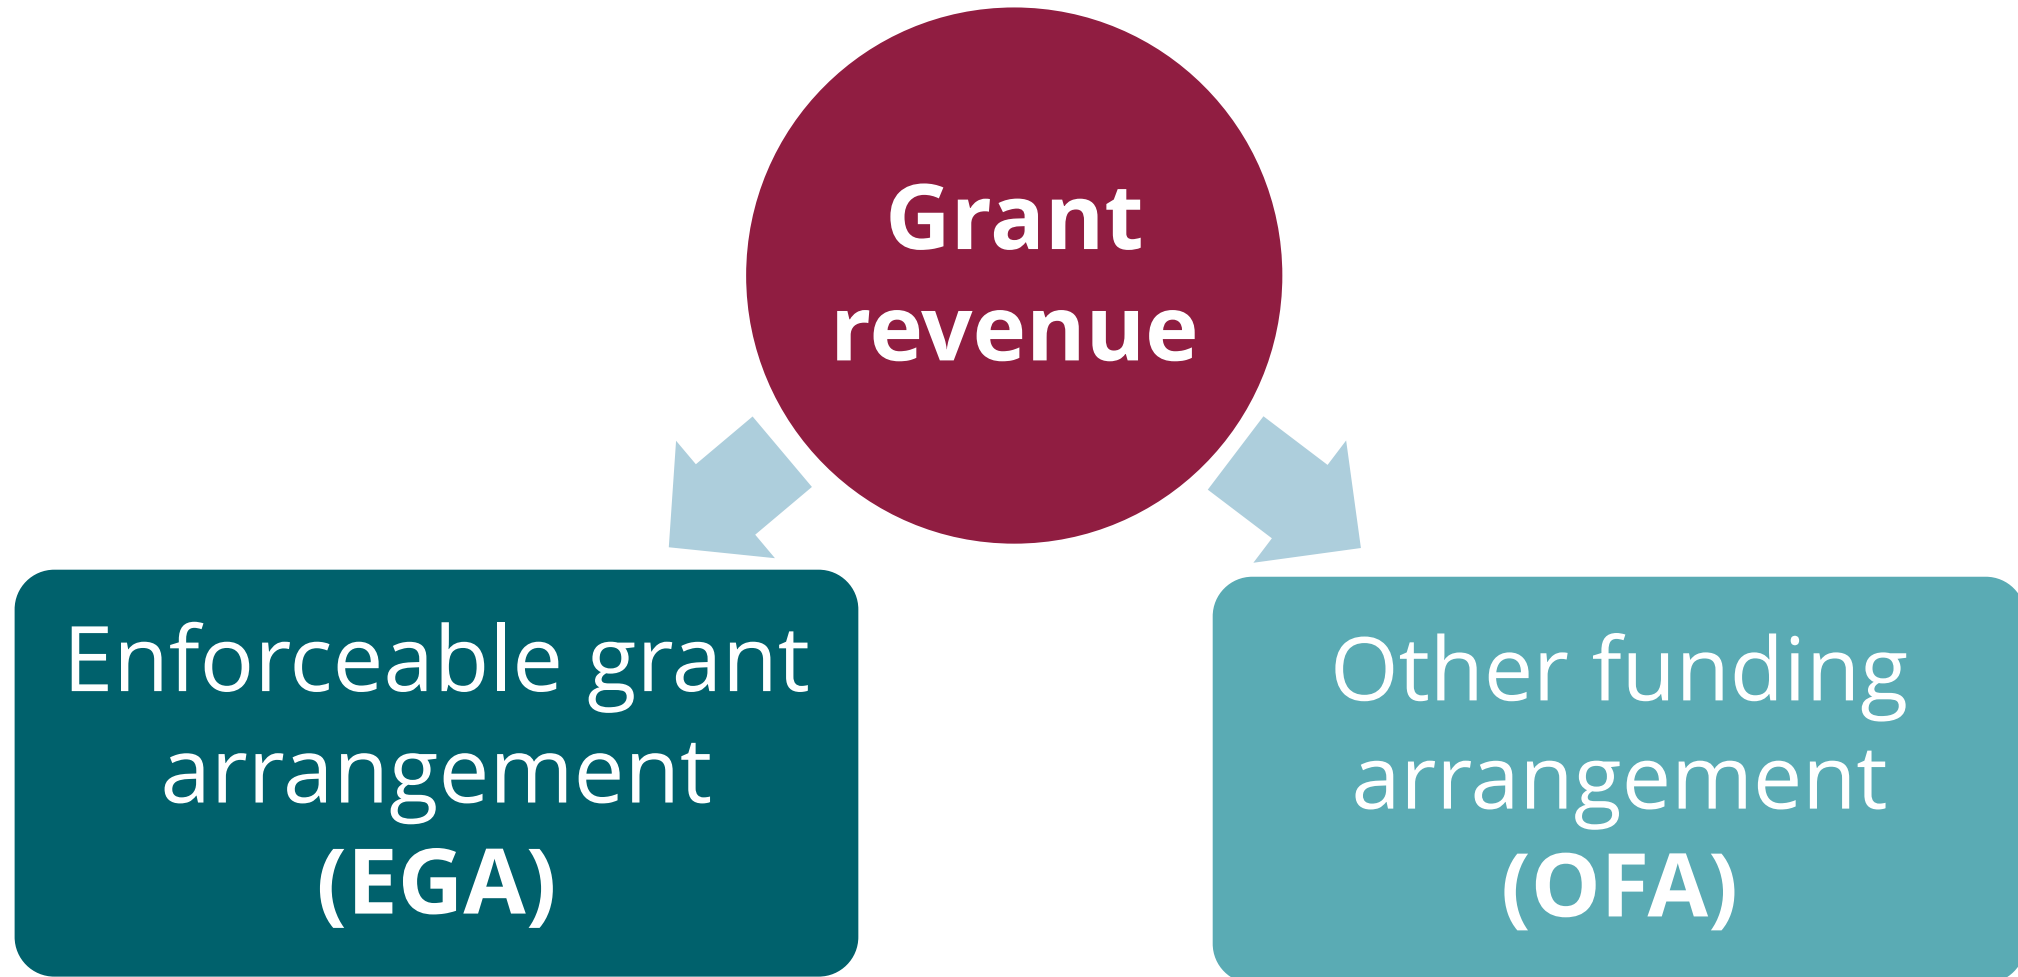 Grant
revenue
Enforceable grant
arrangement
(EGA)
Other funding
arrangement
(OFA)